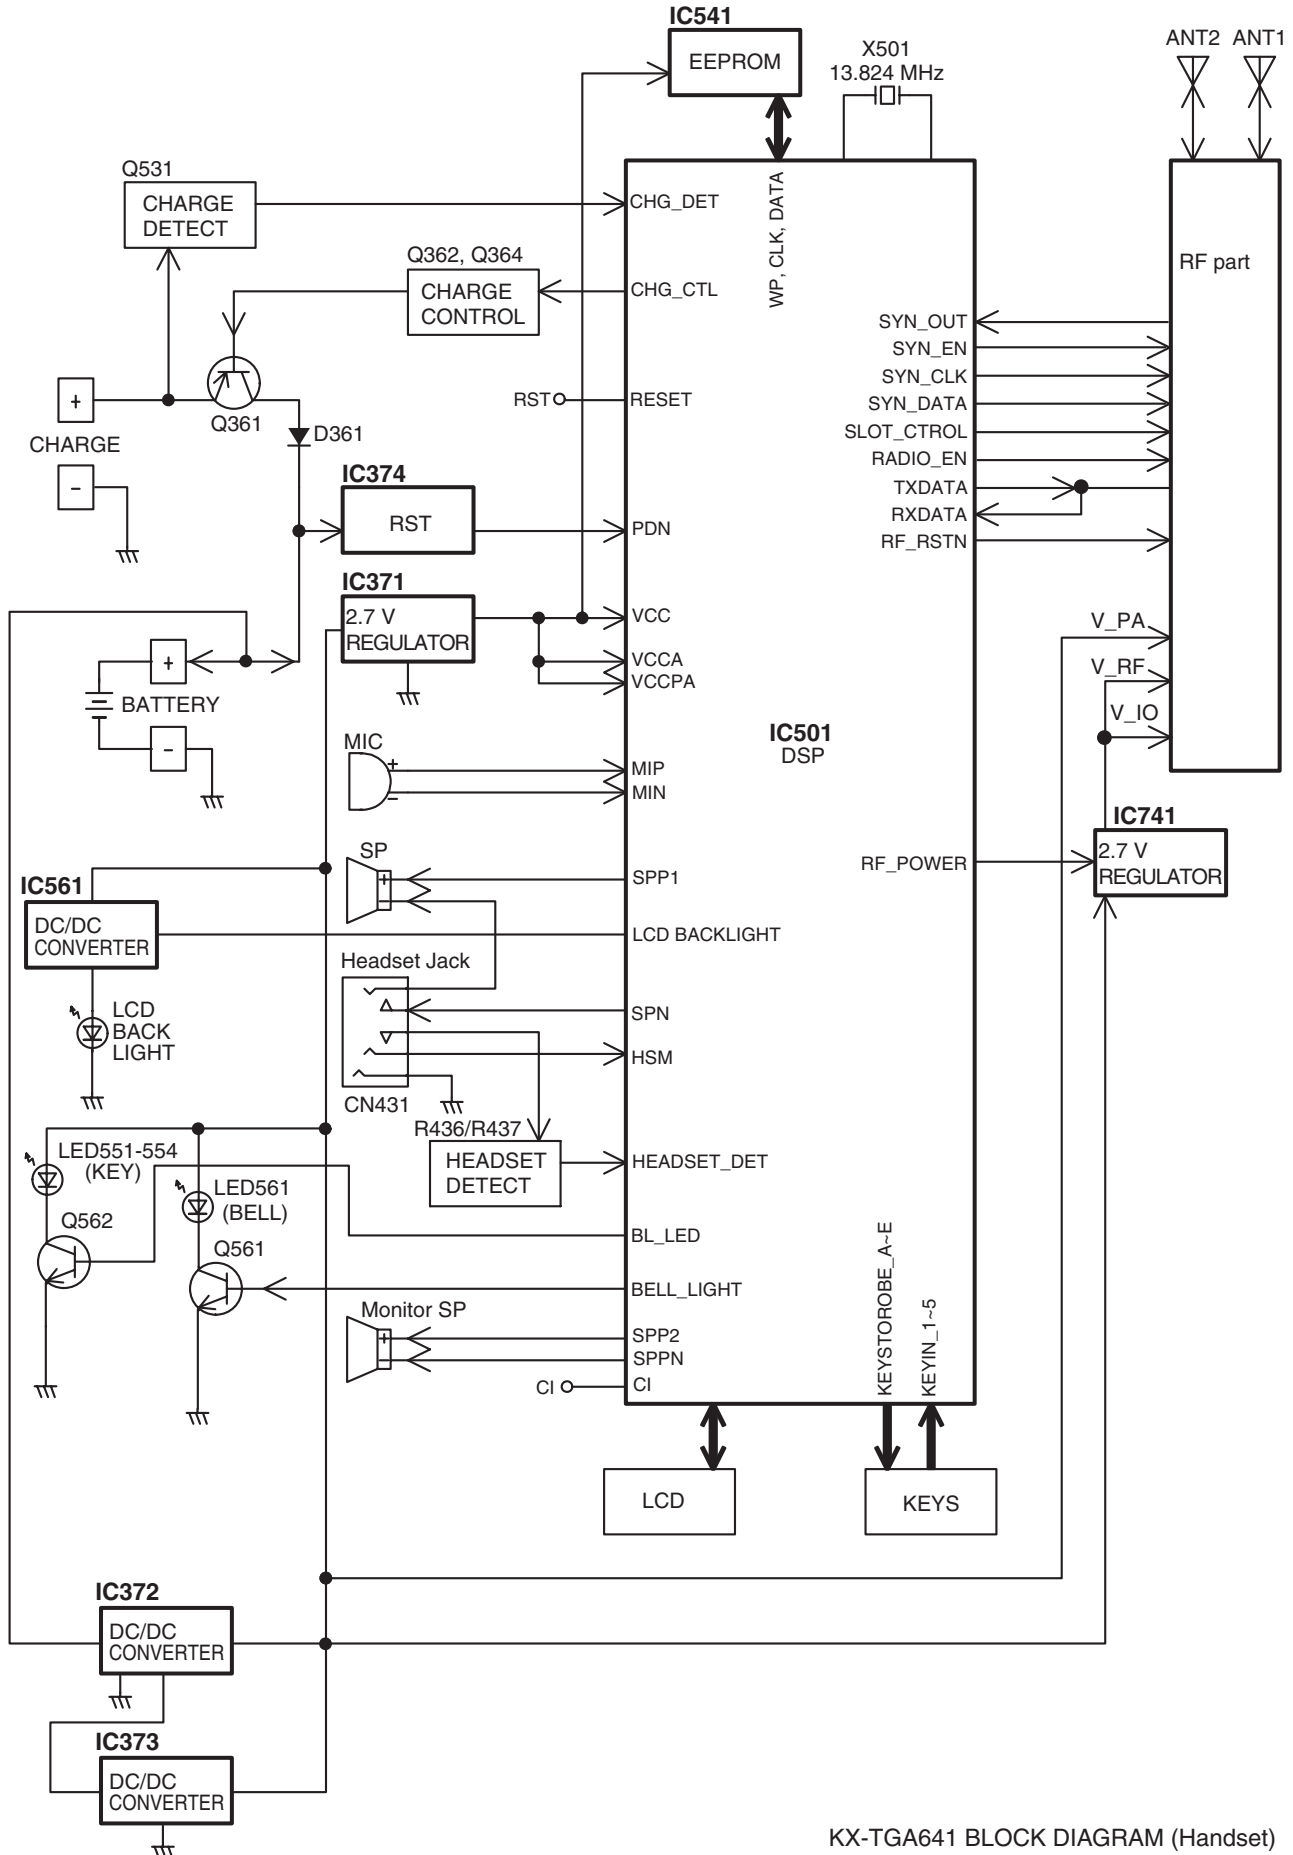 IC541
EEPROM
X501
13.824 MHz
ANT2 ANT1
Q531
CHARGE
DETECT
CHG_DET
WP, CLK, DATA
RF part
Q362, Q364
CHARGE
CONTROL
CHG_CTL
SYN_OUT
SYN_EN
SYN_CLK
SYN_DATA
SLOT_CTROL
RADIO_EN
TXDATA
RXDATA
RF_RSTN
+
CHARGE
-
Q361
D361
RST
RESET
IC374
RST
PDN
IC371
2.7 V
REGULATOR
VCC
VCCA
VCCPA
V_PA
V_RF
V_IO
+
BATTERY
-
IC501
DSP
MIC
+
-
MIP
MIN
IC741
2.7 V
REGULATOR
RF_POWER
SP
+
-
SPP1
IC561
DC/DC
CONVERTER
LCD BACKLIGHT
LCD
BACK
LIGHT
Headset Jack
SPN
HSM
CN431
R436/R437
HEADSET
DETECT
HEADSET_DET
LED551-554
(KEY)
LED561
(BELL)
Q562
Q561
BL_LED
BELL_LIGHT
Monitor SP
+
-
SPP2
SPPN
CI
CI
KEYSTOROBE_A~E
KEYIN_1~5
LCD
KEYS
IC372
DC/DC
CONVERTER
IC373
DC/DC
CONVERTER
KX-TGA641 BLOCK DIAGRAM (Handset)